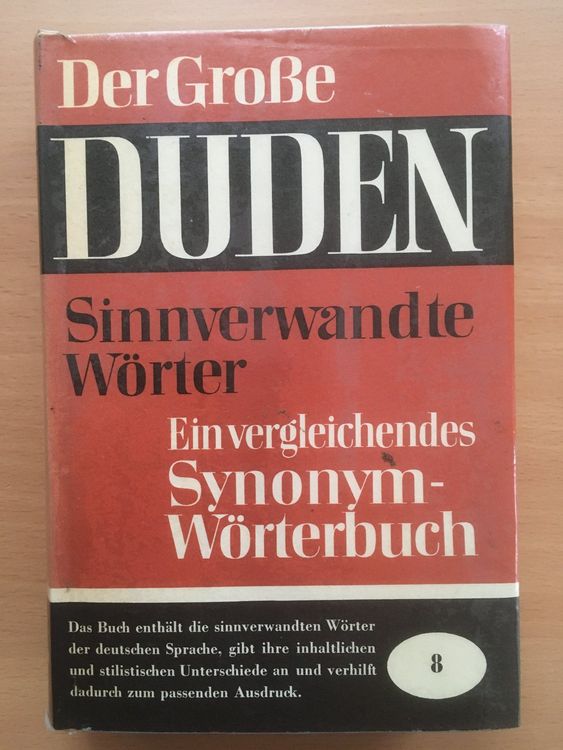 Der Große
DUDEN
Sinnverwandte
Wörter
Ein vergleichendes
Synonym-
Wörterbuch
Das Buch enthält die sinnverwandten Wörter
der deutschen Sprache, gibt ihre inhaltlichen
und stilistischen Unterschiede an und verhilft
dadurch zum passenden Ausdruck.
8